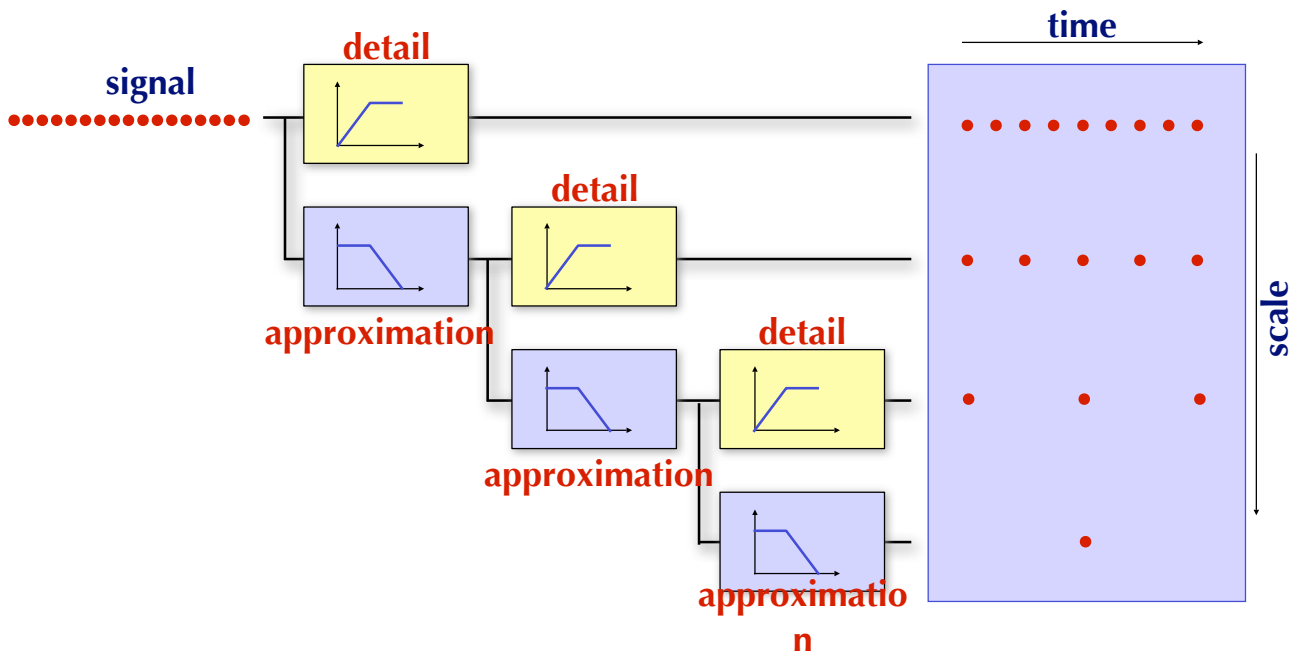 time
detail
signal
detail
scale
approximation
detail
approximation
approximatio
n